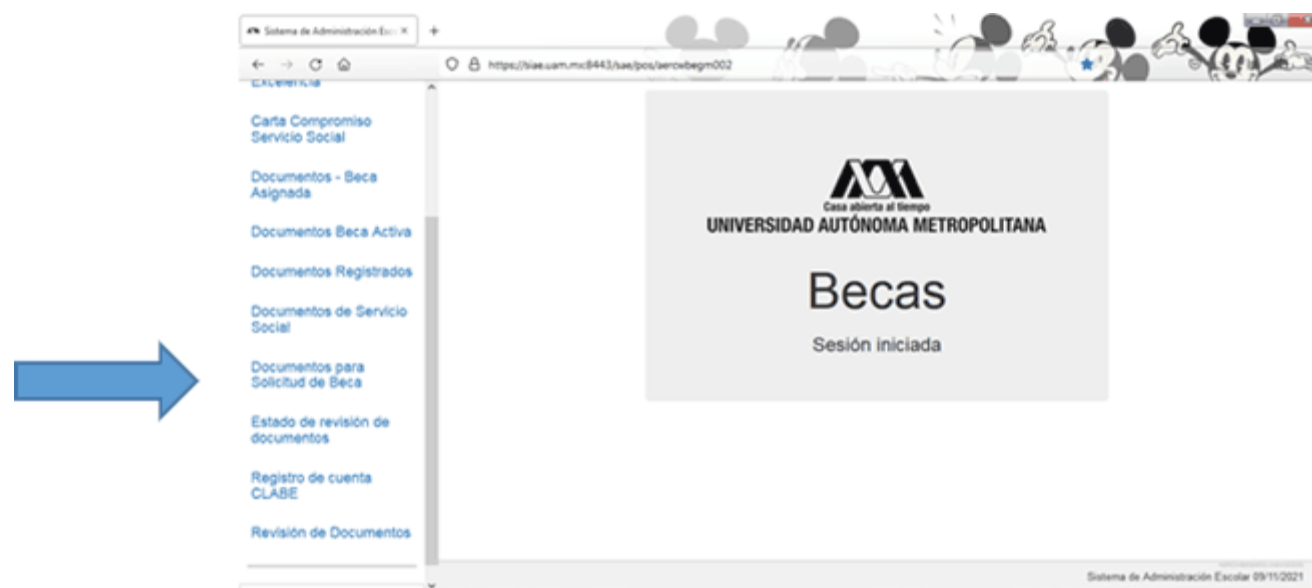 Sistema de Administración Esc
https://siae.uam.mx:8443/sae/pos/aerowbegm002
Excelencia
Carta Compromiso
Servicio Social
Documentos - Beca
Asignada
Documentos Beca Activa
Documentos Registrados
Documentos de Servicio
Social
Documentos para
Solicitud de Beca
Estado de revisión de
documentos
Registro de cuenta
CLABE
Revisión de Documentos
Casa abierta al tiempo
UNIVERSIDAD AUTÓNOMA METROPOLITANA
Becas
Sesión iniciada
Sistema de Administración Escolar 09/11/2021